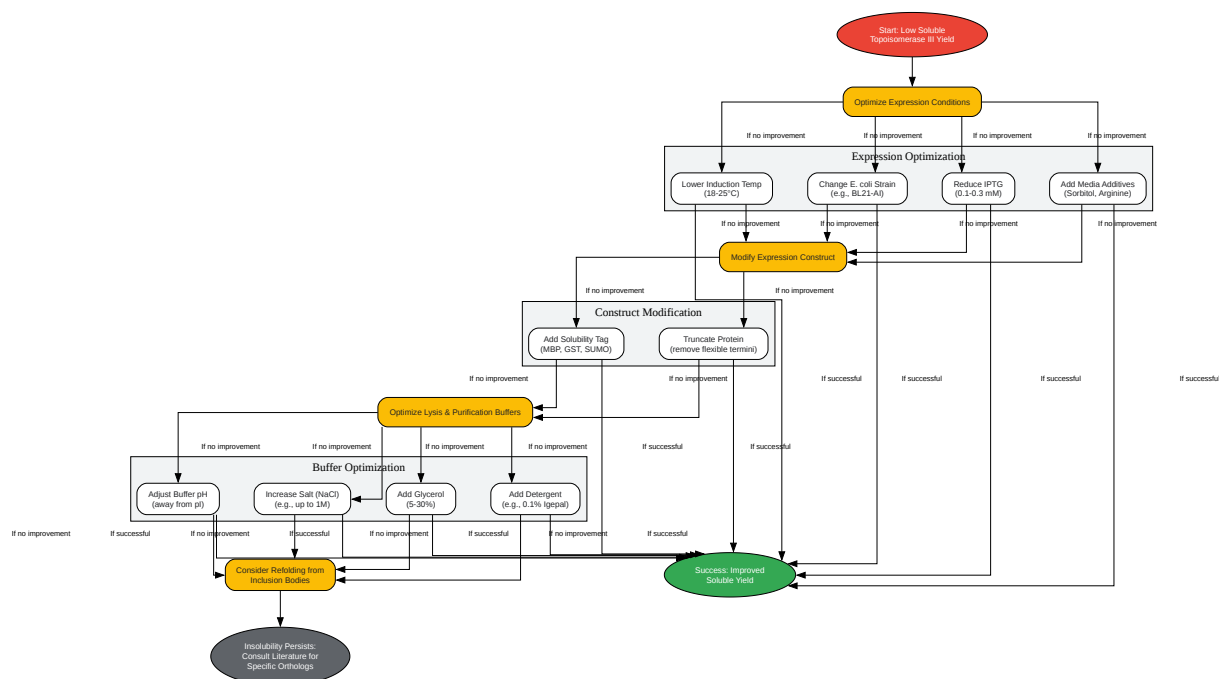 Start: Low Soluble
Topoisomerase III Yield
Optimize Expression Conditions
If no improvement
If no improvement
If no improvement
If no improvement
Expression Optimization
Lower Induction Temp
(18-25°C)
Change E. coli Strain
(e.g., BL21-AI)
Reduce IPTG
(0.1-0.3 mM)
Add Media Additives
(Sorbitol, Arginine)
If no improvement
If no improvement
If no improvement
If no improvement
Modify Expression Construct
If no improvement
If no improvement
Construct Modification
Add Solubility Tag
(MBP, GST, SUMO)
Truncate Protein
(remove flexible termini)
If no improvement
If no improvement
If successful
If successful
If successful
If successful
Optimize Lysis & Purification Buffers
If no improvement
If no improvement
If no improvement
If no improvement
If successful
If successful
Buffer Optimization
Adjust Buffer pH
(away from pI)
Increase Salt (NaCl)
(e.g., up to 1M)
Add Glycerol
(5-30%)
Add Detergent
(e.g., 0.1% Igepal)
If no improvement
If successful
If no improvement
If successful
If no improvement
If successful
If no improvement
If successful
Consider Refolding from
Inclusion Bodies
Success: Improved
Soluble Yield
Insolubility Persists:
Consult Literature for
Specific Orthologs